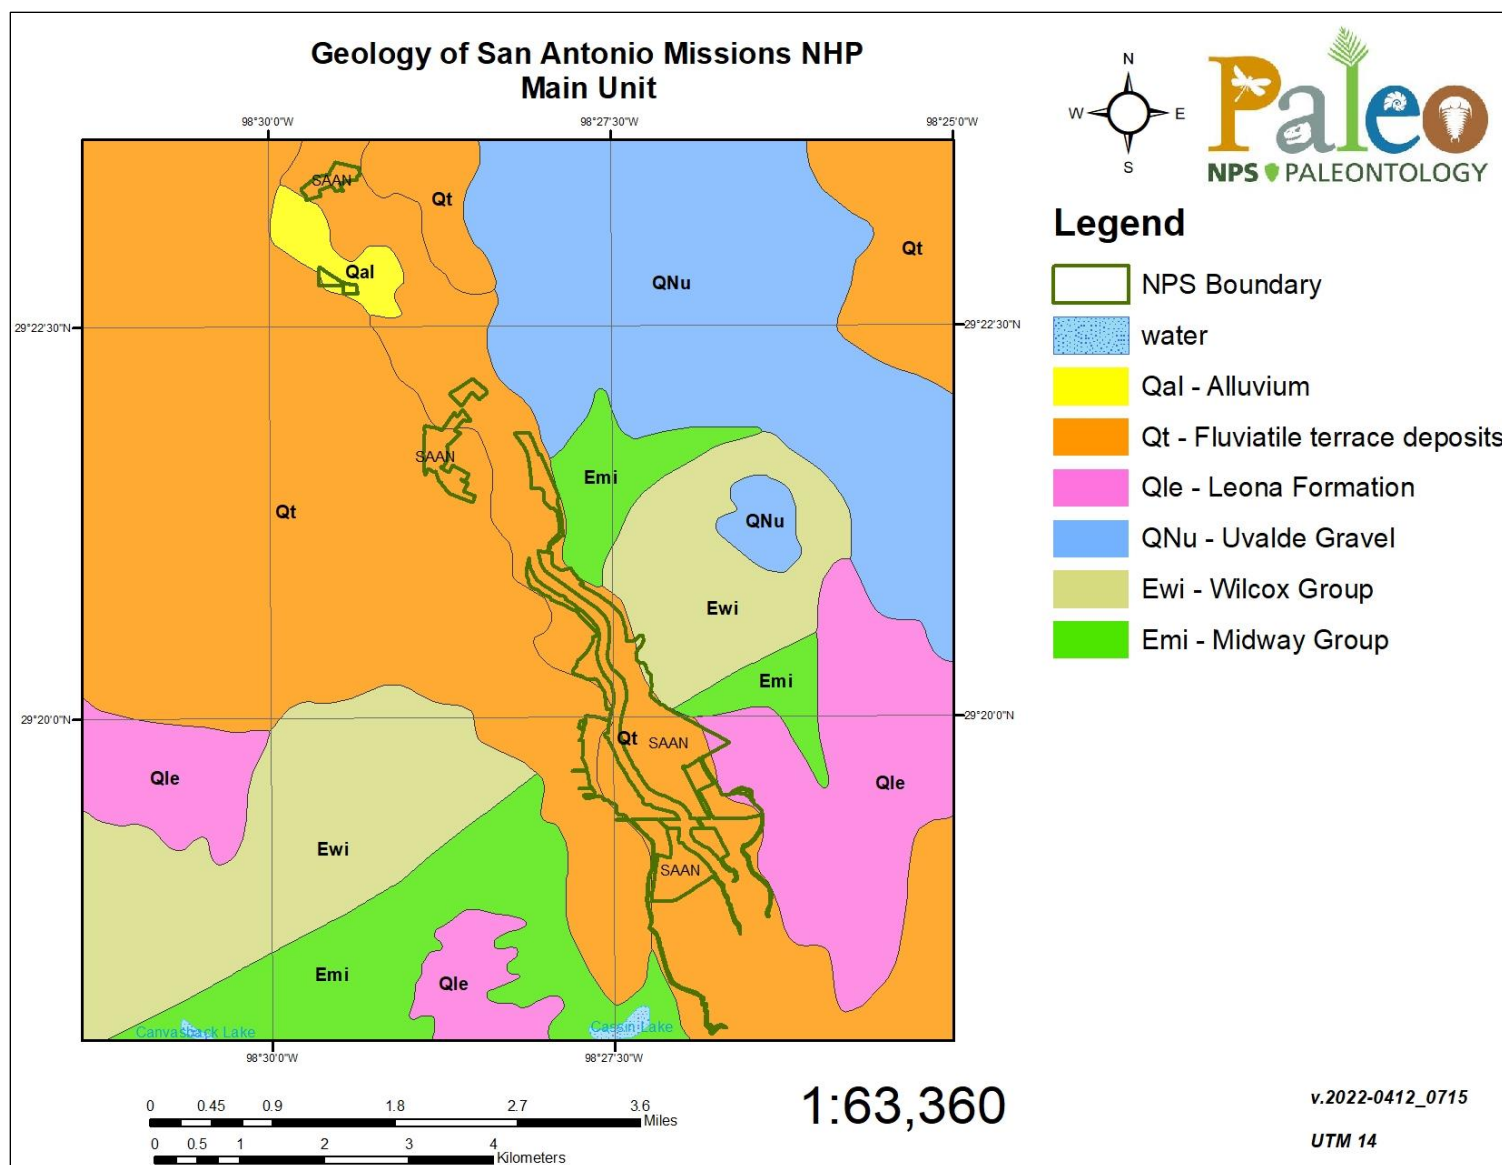 Geology of San Antonio Missions NHP
Main Unit
N
W
E
S
Paleo
NPS PALEONTOLOGY
98°30'0"W
98°27'30"W
98°25'0"W
SAAN
Qt
Qal
QNu
Qt
29°22'30"N
29°22'30"N
SAAN
Emi
Qt
QNu
Ewi
Emi
29°20'0"N
29°20'0"N
Qt
SAAN
Qle
Qle
Ewi
SAAN
Emi
Qle
Canvasback Lake
Cassin Lake
98°30'0"W
98°27'30"W
Legend
NPS Boundary
water
Qal - Alluvium
Qt - Fluviatile terrace deposits
Qle - Leona Formation
QNu - Uvalde Gravel
Ewi - Wilcox Group
Emi - Midway Group
0 0.45 0.9 1.8 2.7 3.6
Miles
0 0.5 1 2 3 4
Kilometers
1:63,360
v.2022-0412_0715
UTM 14